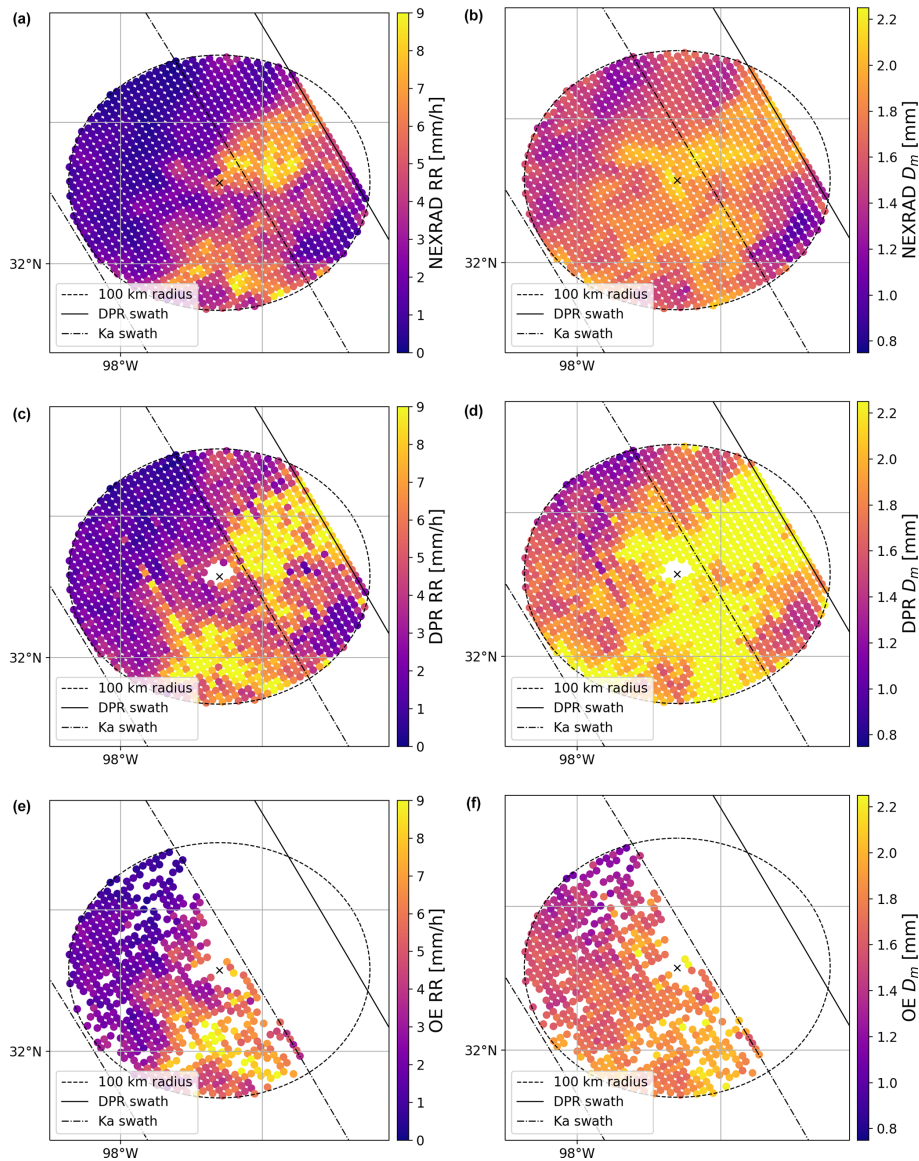 (a)
32°N
98°W
100 km radius
DPR swath
Ka swath
9
8
7
6
5
4
3
2
1
0
NEXRAD RR [mm/h]
(b)
32°N
98°W
100 km radius
DPR swath
Ka swath
2.2
2.0
1.8
1.6
1.4
1.2
1.0
0.8
NEXRAD Dm [mm]
(c)
32°N
98°W
100 km radius
DPR swath
Ka swath
9
8
7
6
5
4
3
2
1
0
DPR RR [mm/h]
(d)
32°N
98°W
100 km radius
DPR swath
Ka swath
2.2
2.0
1.8
1.6
1.4
1.2
1.0
0.8
DPR Dm [mm]
(e)
32°N
98°W
100 km radius
DPR swath
Ka swath
9
8
7
6
5
4
3
2
1
0
OE RR [mm/h]
(f)
32°N
98°W
100 km radius
DPR swath
Ka swath
2.2
2.0
1.8
1.6
1.4
1.2
1.0
0.8
OE Dm [mm]